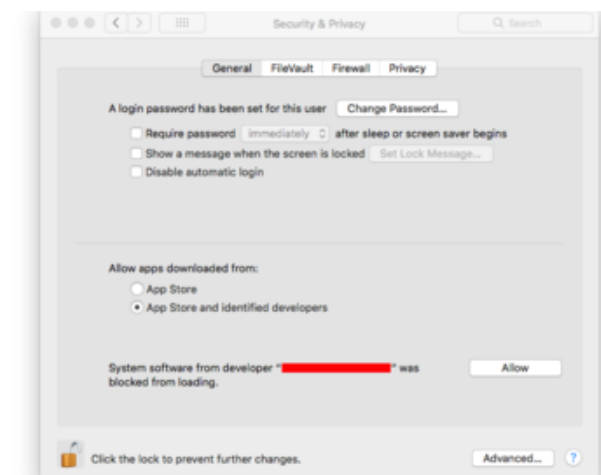 Security & Privacy
Search
General FileVault Firewall Privacy
A login password has been set for this user Change Password...
Require password immediately after sleep or screen saver begins
Show a message when the screen is locked Set Lock Message...
Disable automatic login
Allow apps downloaded from:
App Store
App Store and identified developers
System software from developer "" was
blocked from loading.
Allow
Click the lock to prevent further changes.
Advanced... ?